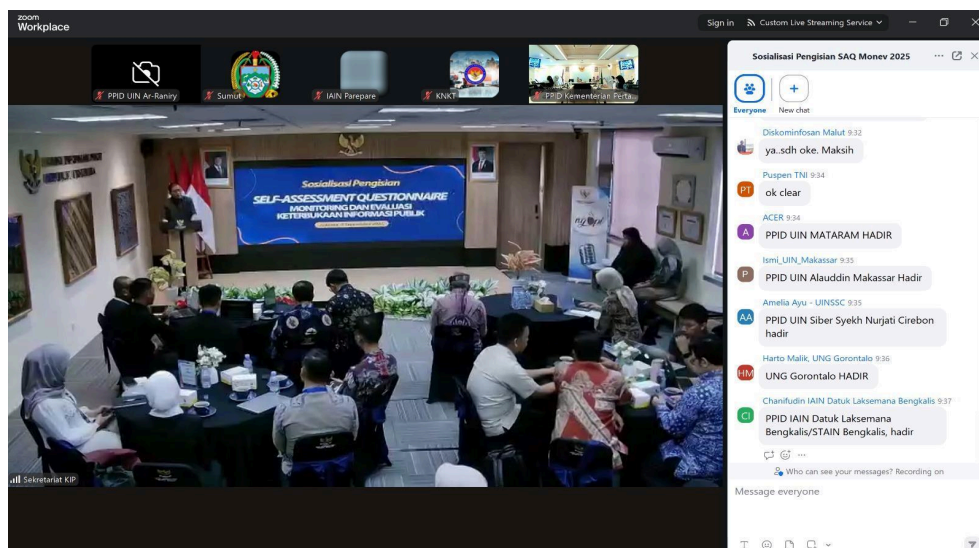 zoom
Workplace
Sign in
Custom Live Streaming Service
PPID UIN Ar-Raniry
Sumut
IAIN Parepare
KNKT
PPID Kementerian Perta...
Sosialisasi Pengisian
SELF-ASSESSMENT QUESTIONNAIRE
MONITORING DAN EVALUASI
KETERBUKAAN INFORMASI PUBLIK
Sekretariat KIP
Sosialisasi Pengisian SAQ Monev 2025
Everyone
New chat
Diskominfosan Malut 9:32
ya..sdh oke. Maksih
Puspen TNI 9:34
PT
ok clear
ACER 9:34
A
PPID UIN MATARAM HADIR
Ismi_UIN_Makassar 9:35
P
PPID UIN Alauddin Makassar Hadir
Amelia Ayu - UINSSC 9:35
AA
PPID UIN Siber Syekh Nurjati Cirebon
hadir
Harto Malik, UNG Gorontalo 9:36
HM
UNG Gorontalo HADIR
Chanifudin IAIN Datuk Laksemana Bengkalis 9:37
CI
PPID IAIN Datuk Laksemana
Bengkalis/STAIN Bengkalis, hadir
Who can see your messages? Recording on
Message everyone